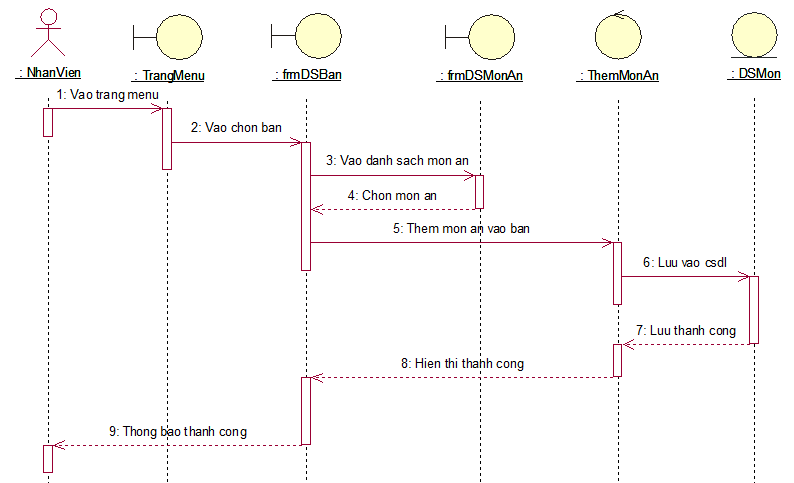 : NhanVien
: TrangMenu
: frmDSBan
: frmDSMonAn
: ThemMonAn
: DSMon
1: Vao trang menu
2: Vao chon ban
3: Vao danh sach mon an
4: Chon mon an
5: Them mon an vao ban
6: Luu vao csdl
7: Luu thanh cong
8: Hien thi thanh cong
9: Thong bao thanh cong